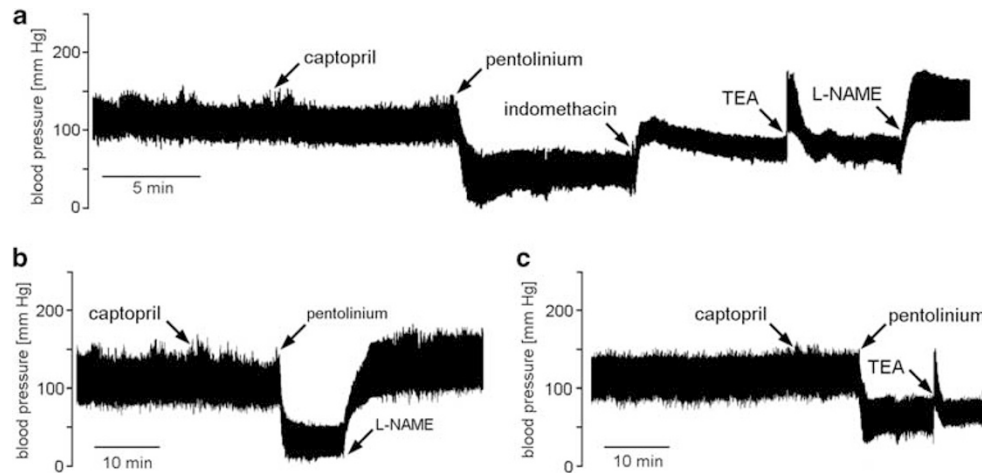 a
blood pressure [mm Hg]
200
100
0
captopril
pentolinium
indomethacin
TEA
L-NAME
5 min
b
blood pressure [mm Hg]
200
100
0
captopril
pentolinium
L-NAME
10 min
c
blood pressure [mm Hg]
200
100
0
captopril
pentolinium
TEA
10 min